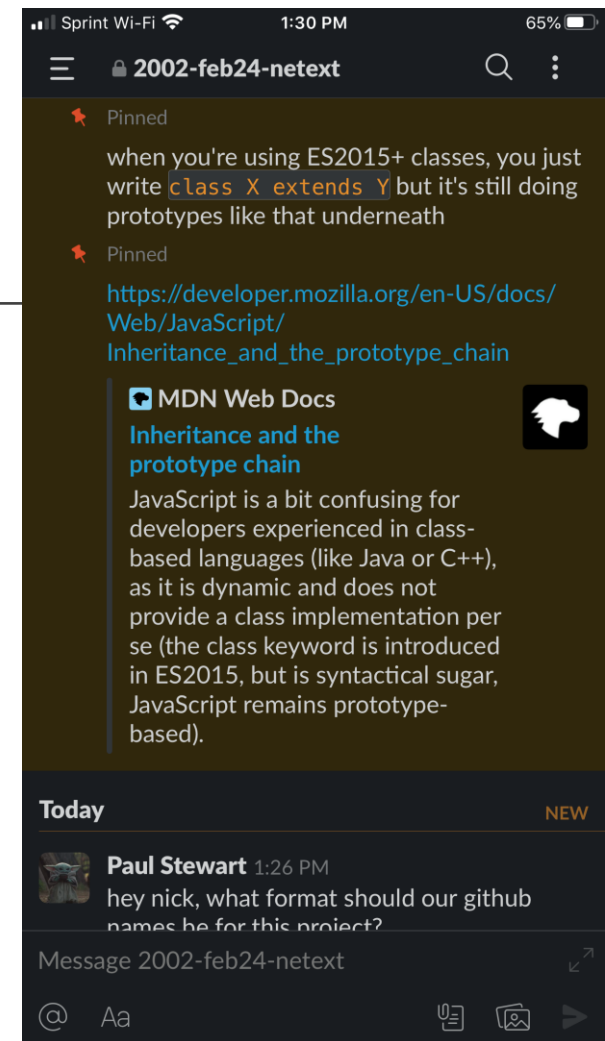 Sprint Wi-Fi 1:30 PM 65%
2002-feb24-netext
Pinned
when you're using ES2015+ classes, you just
write class X extends Y but it's still doing
prototypes like that underneath
Pinned
https://developer.mozilla.org/en-US/docs/
Web/JavaScript/
Inheritance_and_the_prototype_chain
MDN Web Docs
Inheritance and the
prototype chain
JavaScript is a bit confusing for
developers experienced in class-
based languages (like Java or C++),
as it is dynamic and does not
provide a class implementation per
se (the class keyword is introduced
in ES2015, but is syntactical sugar,
JavaScript remains prototype-
based).
Today NEW
Paul Stewart 1:26 PM
hey nick, what format should our github
names be for this project?
Message 2002-feb24-netext
@ Aa